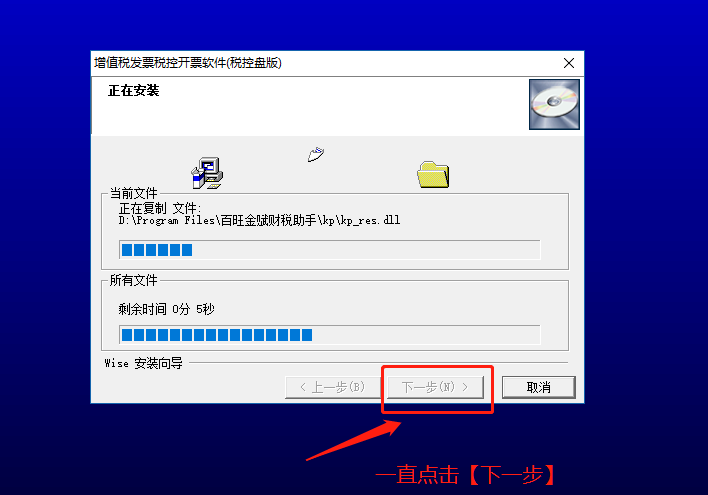 增值税发票税控开票软件(税控盘版)
正在安装
当前文件
正在复制 文件:
D:\Program Files\百旺金赋财税助手\kp\kp_res.dll
所有文件
剩余时间 0分 5秒
Wise 安装向导
< 上一步(B)
下一步(N) >
取消
一直点击【下一步】